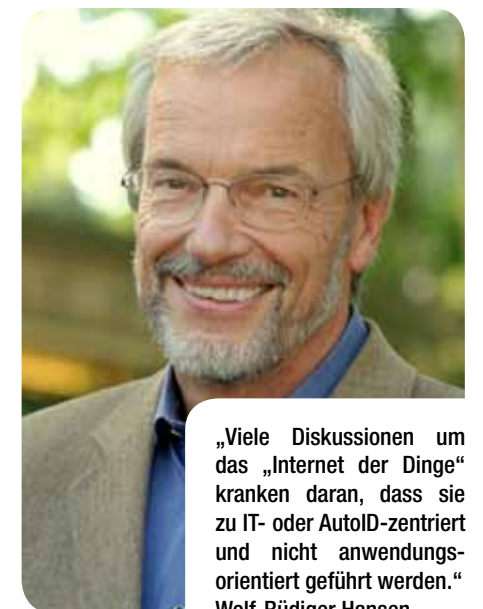 „Viele Diskussionen um
das „Internet der Dinge“
kranken daran, dass sie
zu IT- oder AutoID-zentriert
und nicht anwendungs-
orientiert geführt werden.“
Wolf-Rüdiger Hansen